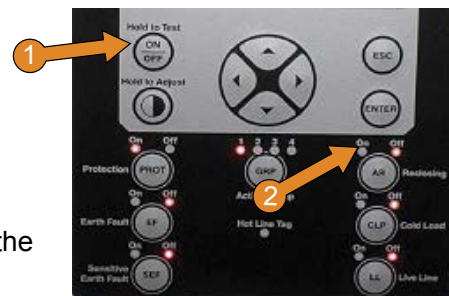 Hold to Test
1
ON
OFF
ESC
Hold to Adjust
ENTER
On Off
1 2 3 4
On Off
Protection PROT
GRP
AR Reclosing
2
On Off
On Off
Earth Fault EF
Hot Line Tag
CLP Cold Load
the
On Off
On Off
Sensitive
Earth Fault SEF
LL Live Line